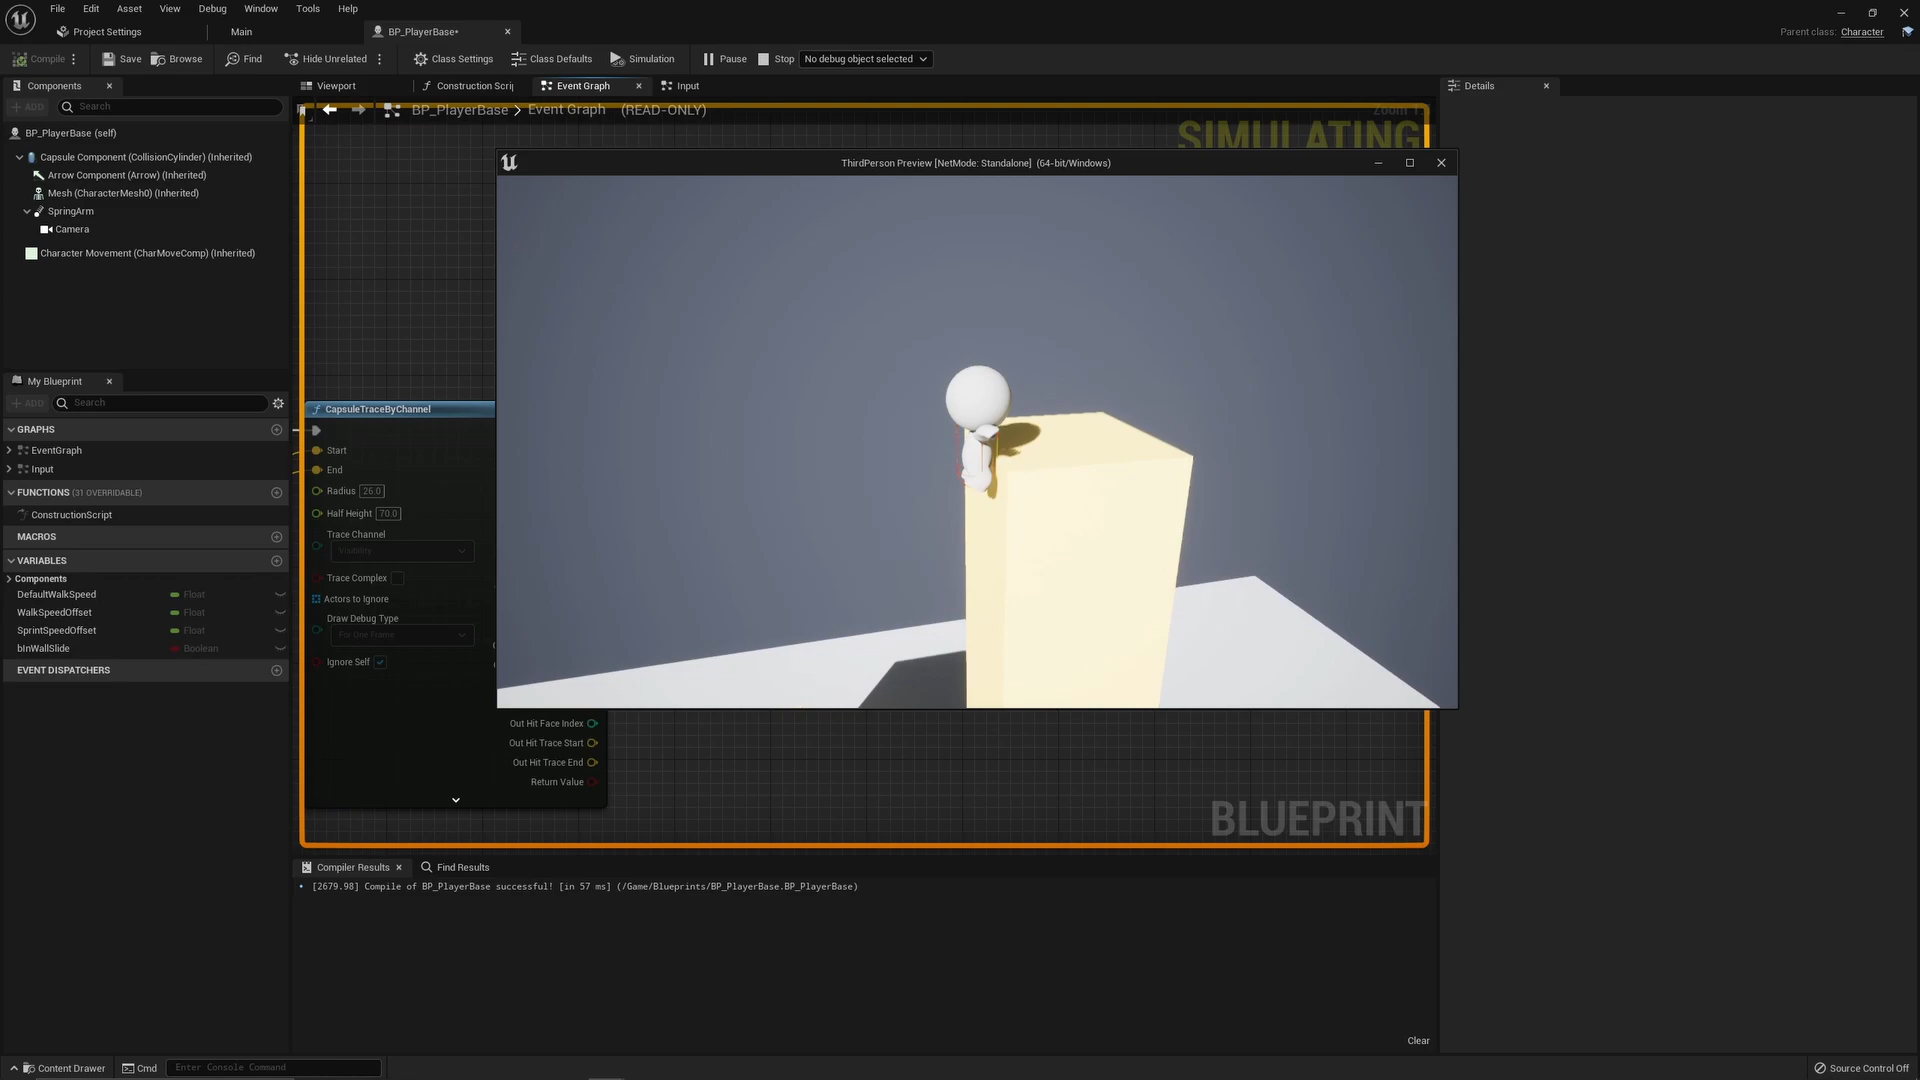 File Edit Asset View Debug Window Tools Help
Project Settings
Main
BP_PlayerBase*
Parent class: Character
Compile
Save
Browse
Find
Hide Unrelated
Class Settings
Class Defaults
Simulation
Pause
Stop
No debug object selected
Components
Viewport
Construction Scrip
Event Graph
Input
Details
ADD
Search
BP_PlayerBase > Event Graph (READ-ONLY)
Zoom
SIMULATING
BP_PlayerBase (self)
Capsule Component (CollisionCylinder) (Inherited)
Arrow Component (Arrow) (Inherited)
Mesh (CharacterMesh0) (Inherited)
SpringArm
Camera
Character Movement (CharMoveComp) (Inherited)
ThirdPerson Preview [NetMode: Standalone] (64-bit/Windows)
My Blueprint
ADD
Search
GRAPHS
EventGraph
Input
FUNCTIONS (31 OVERRIDABLE)
ConstructionScript
MACROS
VARIABLES
Components
DefaultWalkSpeed Float
WalkSpeedOffset Float
SprintSpeedOffset Float
bInWallSlide Boolean
EVENT DISPATCHERS
CapsuleTraceByChannel
Start
End
Radius 26.0
Half Height 70.0
Trace Channel
Visibility
Trace Complex
Actors to Ignore
Draw Debug Type
For One Frame
Ignore Self
Out Hit Face Index
Out Hit Trace Start
Out Hit Trace End
Return Value
BLUEPRINT
Compiler Results
Find Results
[2679.98] Compile of BP_PlayerBase successful! [in 57 ms] (/Game/Blueprints/BP_PlayerBase.BP_PlayerBase)
Clear
Content Drawer
Cmd
Enter Console Command
Source Control Off